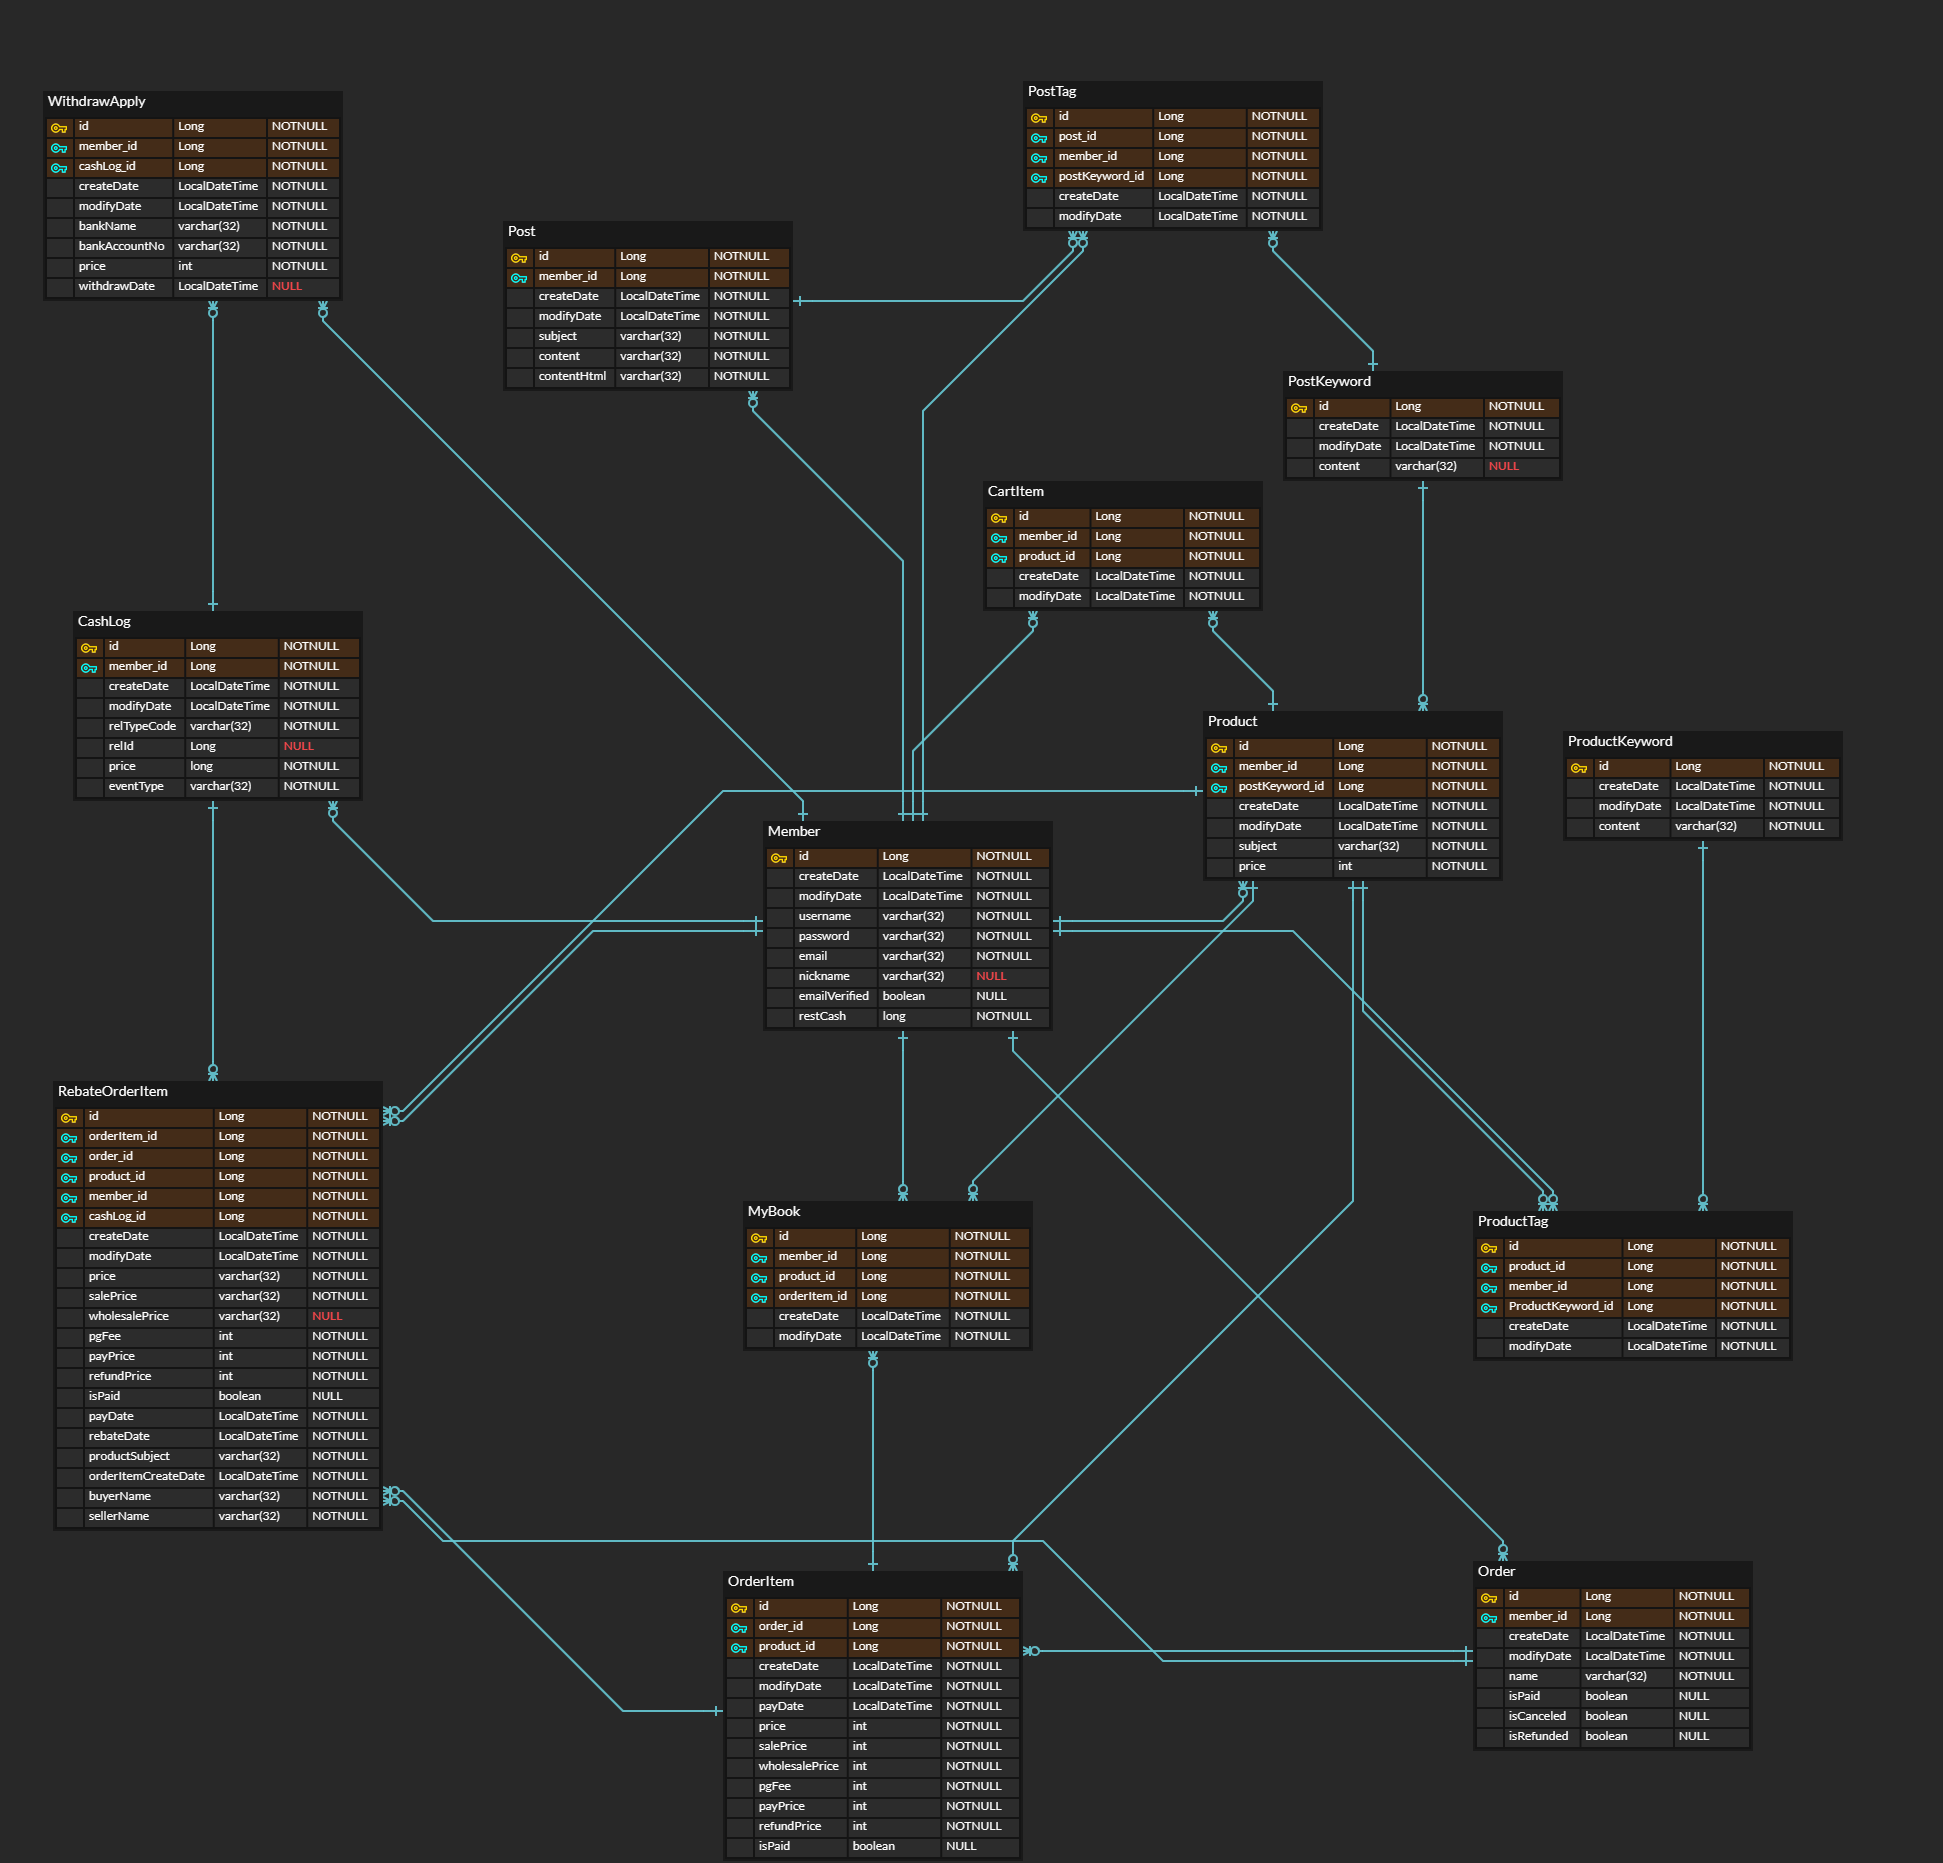 WithdrawApply
id Long NOTNULL
member_id Long NOTNULL
cashLog_id Long NOTNULL
createDate LocalDateTime NOTNULL
modifyDate LocalDateTime NOTNULL
bankName varchar(32) NOTNULL
bankAccountNo varchar(32) NOTNULL
price int NOTNULL
withdrawDate LocalDateTime NULL
Post
id Long NOTNULL
member_id Long NOTNULL
createDate LocalDateTime NOTNULL
modifyDate LocalDateTime NOTNULL
subject varchar(32) NOTNULL
content varchar(32) NOTNULL
contentHtml varchar(32) NOTNULL
PostTag
id Long NOTNULL
post_id Long NOTNULL
member_id Long NOTNULL
postKeyword_id Long NOTNULL
createDate LocalDateTime NOTNULL
modifyDate LocalDateTime NOTNULL
PostKeyword
id Long NOTNULL
createDate LocalDateTime NOTNULL
modifyDate LocalDateTime NOTNULL
content varchar(32) NULL
CartItem
id Long NOTNULL
member_id Long NOTNULL
product_id Long NOTNULL
createDate LocalDateTime NOTNULL
modifyDate LocalDateTime NOTNULL
CashLog
id Long NOTNULL
member_id Long NOTNULL
createDate LocalDateTime NOTNULL
modifyDate LocalDateTime NOTNULL
relTypeCode varchar(32) NOTNULL
relId Long NULL
price long NOTNULL
eventType varchar(32) NOTNULL
Product
id Long NOTNULL
member_id Long NOTNULL
postKeyword_id Long NOTNULL
createDate LocalDateTime NOTNULL
modifyDate LocalDateTime NOTNULL
subject varchar(32) NOTNULL
price int NOTNULL
ProductKeyword
id Long NOTNULL
createDate LocalDateTime NOTNULL
modifyDate LocalDateTime NOTNULL
content varchar(32) NOTNULL
Member
id Long NOTNULL
createDate LocalDateTime NOTNULL
modifyDate LocalDateTime NOTNULL
username varchar(32) NOTNULL
password varchar(32) NOTNULL
email varchar(32) NOTNULL
nickname varchar(32) NULL
emailVerified boolean NULL
restCash long NOTNULL
RebateOrderItem
id Long NOTNULL
orderItem_id Long NOTNULL
order_id Long NOTNULL
product_id Long NOTNULL
member_id Long NOTNULL
cashLog_id Long NOTNULL
createDate LocalDateTime NOTNULL
modifyDate LocalDateTime NOTNULL
price varchar(32) NOTNULL
salePrice varchar(32) NOTNULL
wholesalePrice varchar(32) NULL
pgFee int NOTNULL
payPrice int NOTNULL
refundPrice int NOTNULL
isPaid boolean NULL
payDate LocalDateTime NOTNULL
rebateDate LocalDateTime NOTNULL
productSubject varchar(32) NOTNULL
orderItemCreateDate LocalDateTime NOTNULL
buyerName varchar(32) NOTNULL
sellerName varchar(32) NOTNULL
MyBook
id Long NOTNULL
member_id Long NOTNULL
product_id Long NOTNULL
orderItem_id Long NOTNULL
createDate LocalDateTime NOTNULL
modifyDate LocalDateTime NOTNULL
ProductTag
id Long NOTNULL
product_id Long NOTNULL
member_id Long NOTNULL
ProductKeyword_id Long NOTNULL
createDate LocalDateTime NOTNULL
modifyDate LocalDateTime NOTNULL
OrderItem
id Long NOTNULL
order_id Long NOTNULL
product_id Long NOTNULL
createDate LocalDateTime NOTNULL
modifyDate LocalDateTime NOTNULL
payDate LocalDateTime NOTNULL
price int NOTNULL
salePrice int NOTNULL
wholesalePrice int NOTNULL
pgFee int NOTNULL
payPrice int NOTNULL
refundPrice int NOTNULL
isPaid boolean NULL
Order
id Long NOTNULL
member_id Long NOTNULL
createDate LocalDateTime NOTNULL
modifyDate LocalDateTime NOTNULL
name varchar(32) NOTNULL
isPaid boolean NULL
isCanceled boolean NULL
isRefunded boolean NULL